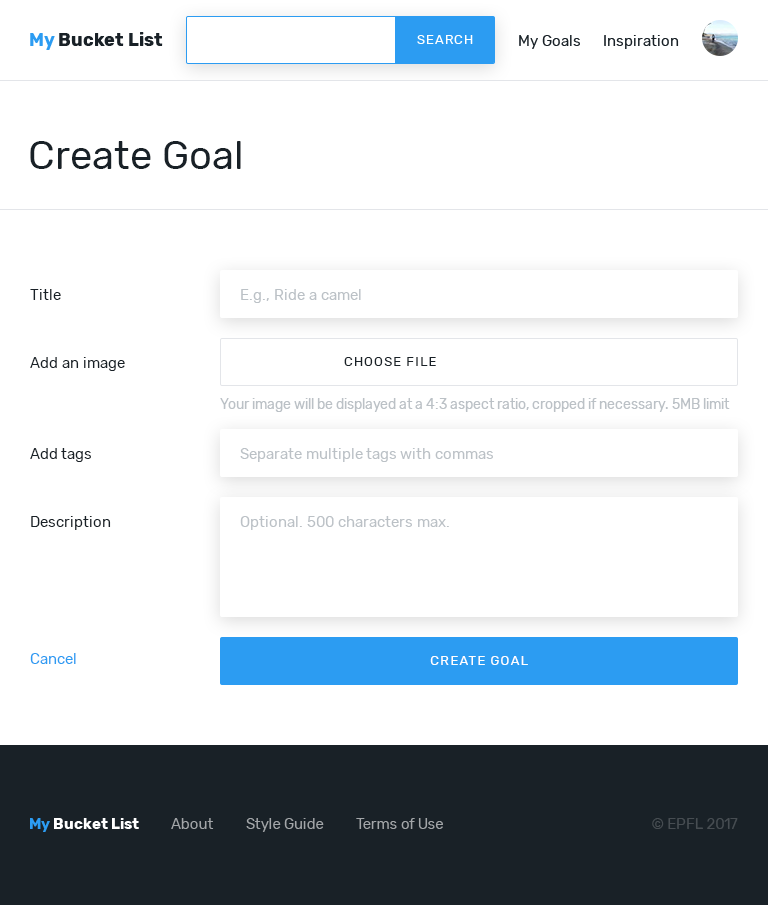 My Bucket List
SEARCH
My Goals
Inspiration
Create Goal
Title
E.g., Ride a camel
Add an image
CHOOSE FILE
Your image will be displayed at a 4:3 aspect ratio, cropped if necessary. 5MB limit
Add tags
Separate multiple tags with commas
Description
Optional. 500 characters max.
Cancel
CREATE GOAL
My Bucket List
About
Style Guide
Terms of Use
© EPFL 2017